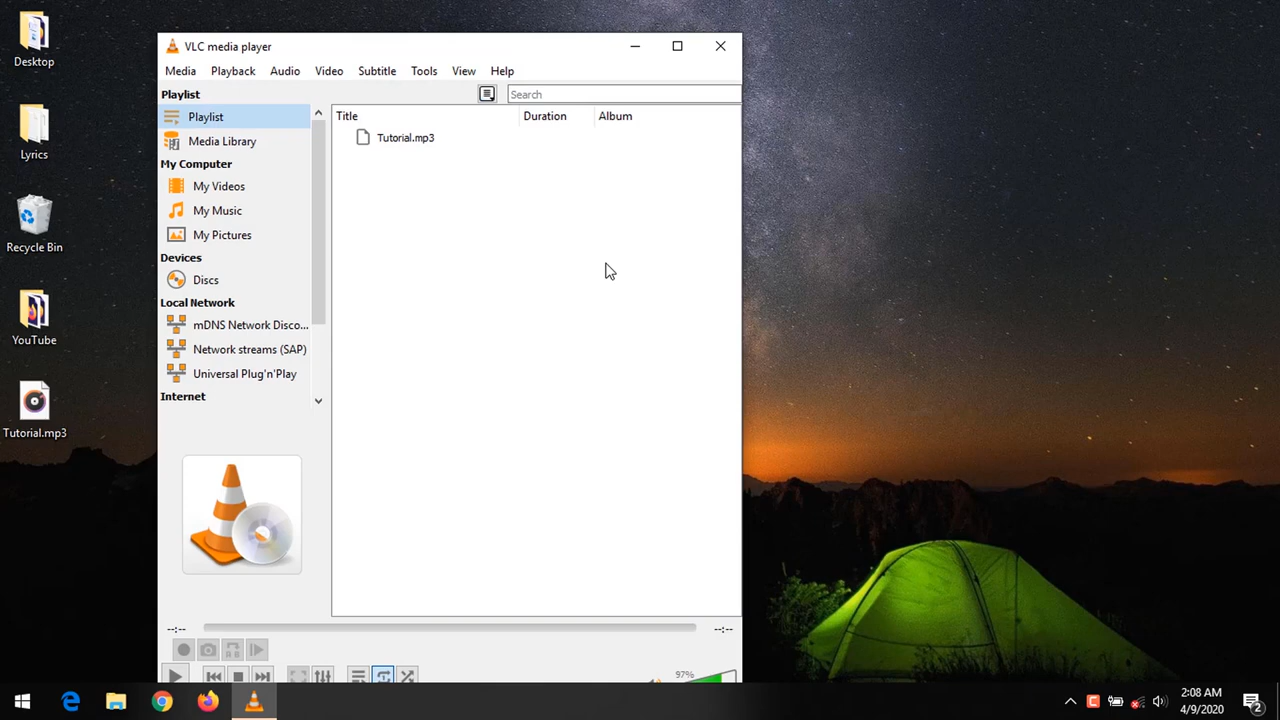 Desktop
Lyrics
Recycle Bin
YouTube
Tutorial.mp3
VLC media player
Media Playback Audio Video Subtitle Tools View Help
Playlist
Search
Playlist
Media Library
My Computer
My Videos
My Music
My Pictures
Devices
Discs
Local Network
mDNS Network Disco...
Network streams (SAP)
Universal Plug'n'Play
Internet
Title Duration Album
Tutorial.mp3
--:-- --:--
97%
2:08 AM
4/9/2020
2